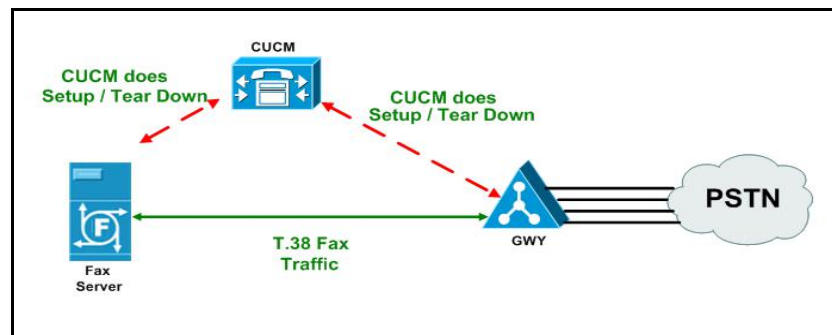 CUCM
CUCM does
Setup / Tear Down
CUCM does
Setup / Tear Down
F
PSTN
GWY
T.38 Fax
Traffic
Fax
Server